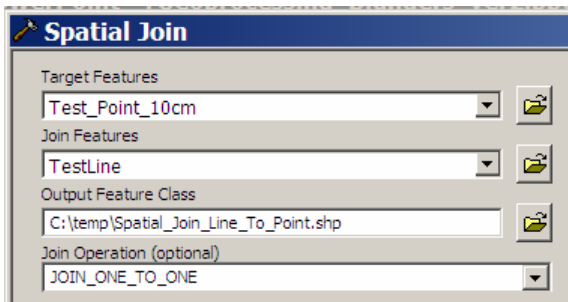 Spatial Join
Target Features
Test_Point_10cm
Join Features
TestLine
Output Feature Class
C:\temp\Spatial_Join_Line_To_Point.shp
Join Operation (optional)
JOIN_ONE_TO_ONE